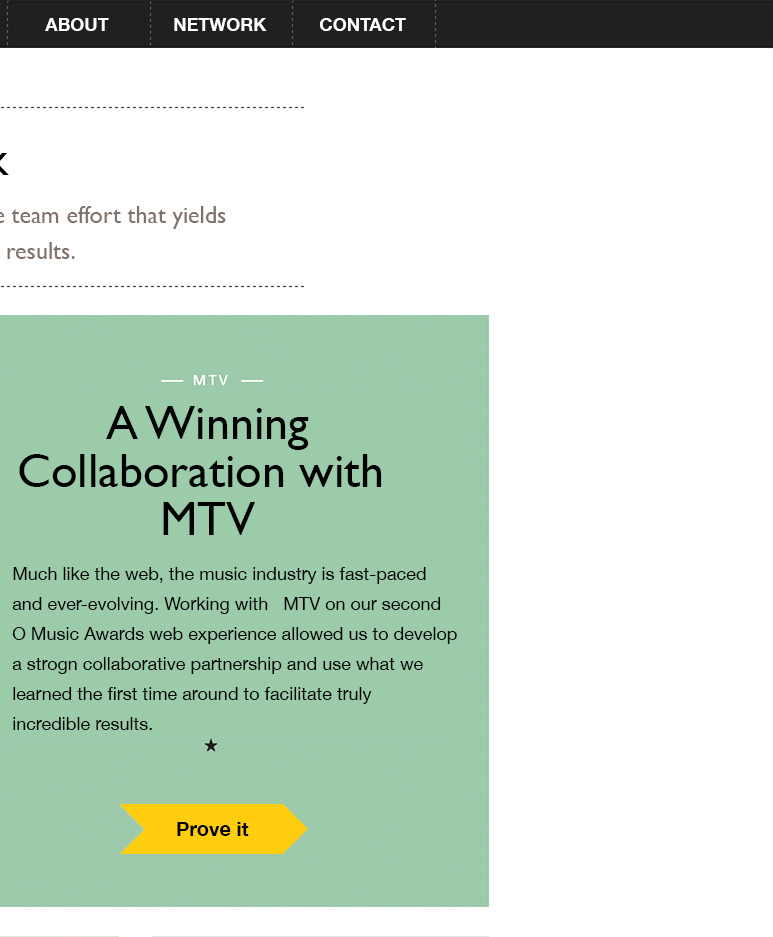 ABOUT NETWORK CONTACT
k
e team effort that yields
results.
MTV
A Winning
Collaboration with
MTV
Much like the web, the music industry is fast-paced
and ever-evolving. Working with   MTV on our second
O Music Awards web experience allowed us to develop
a strogn collaborative partnership and use what we
learned the first time around to facilitate truly
incredible results.
★
Prove it